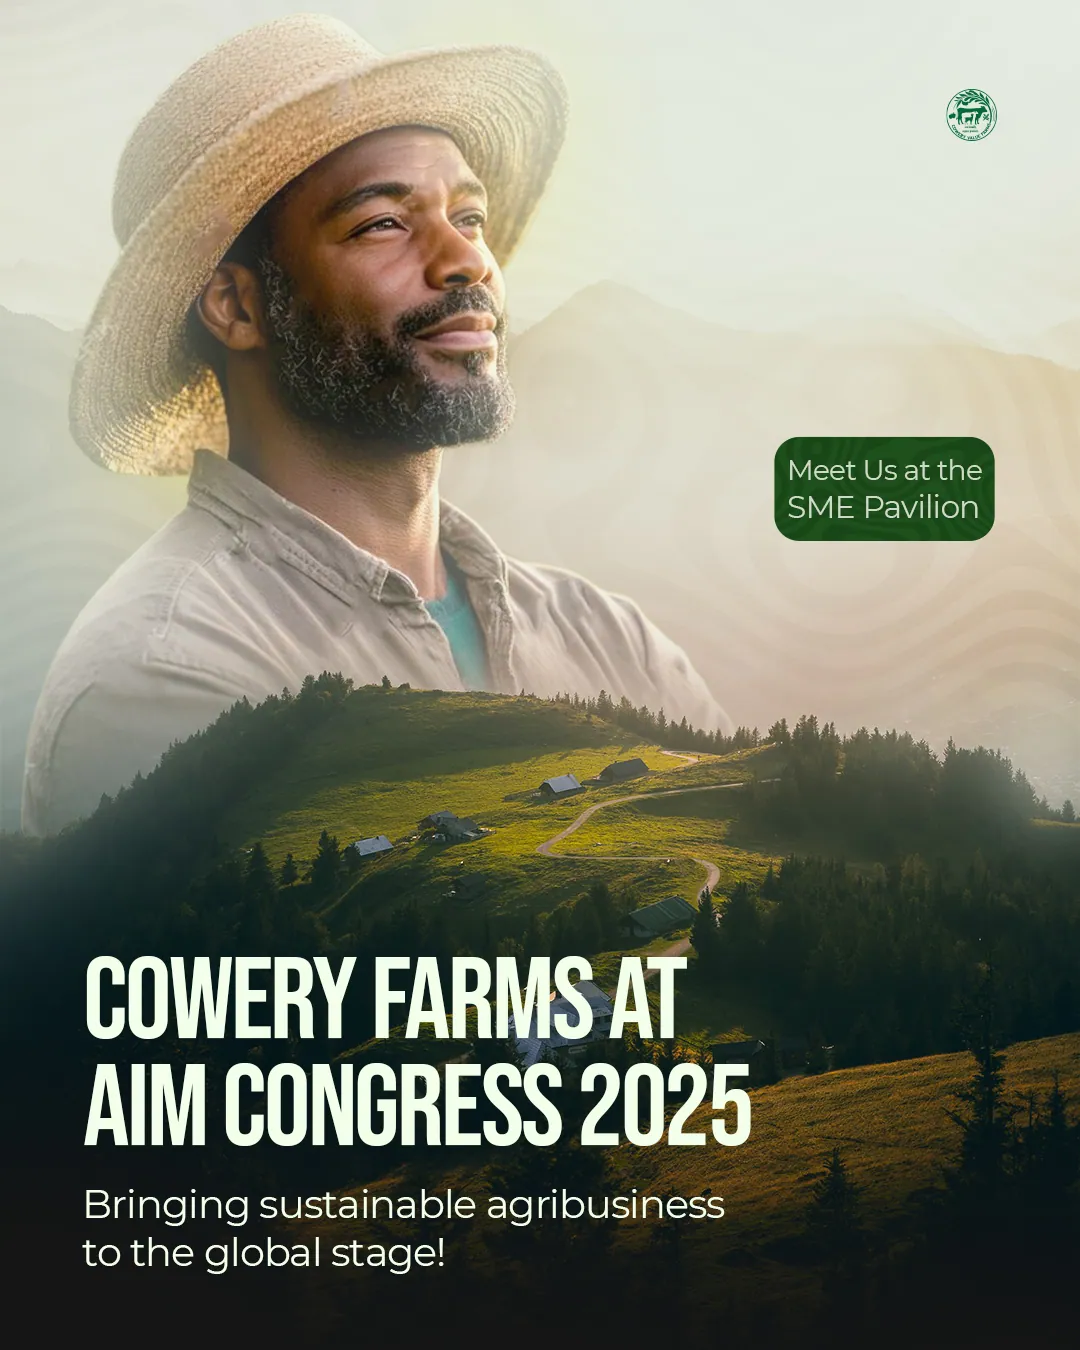 Meet Us at the
SME Pavilion
COWERY FARMS AT
AIM CONGRESS 2025
Bringing sustainable agribusiness
to the global stage!